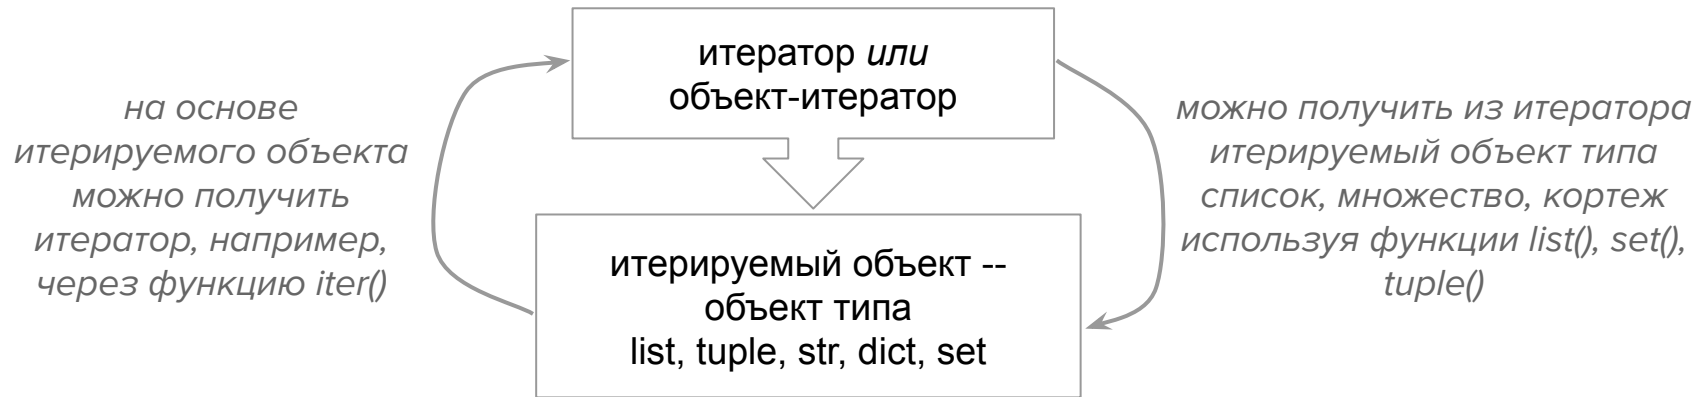 итератор или
объект-итератор
на основе
итерируемого объекта
можно получить
итератор, например,
через функцию iter()
можно получить из итератора
итерируемый объект типа
список, множество, кортеж
используя функции list(), set(),
tuple()
итерируемый объект --
объект типа
list, tuple, str, dict, set